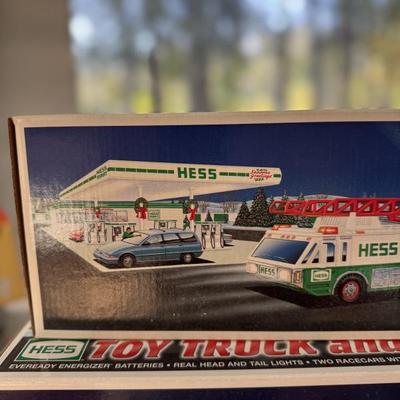 HESS
Season's
Greetings
HESS
HESS
HESS
HESS TOY TRUCK and
EVEREADY ENERGIZER BATTERIES • REAL HEAD AND TAIL LIGHTS • TWO RACECARS WIT